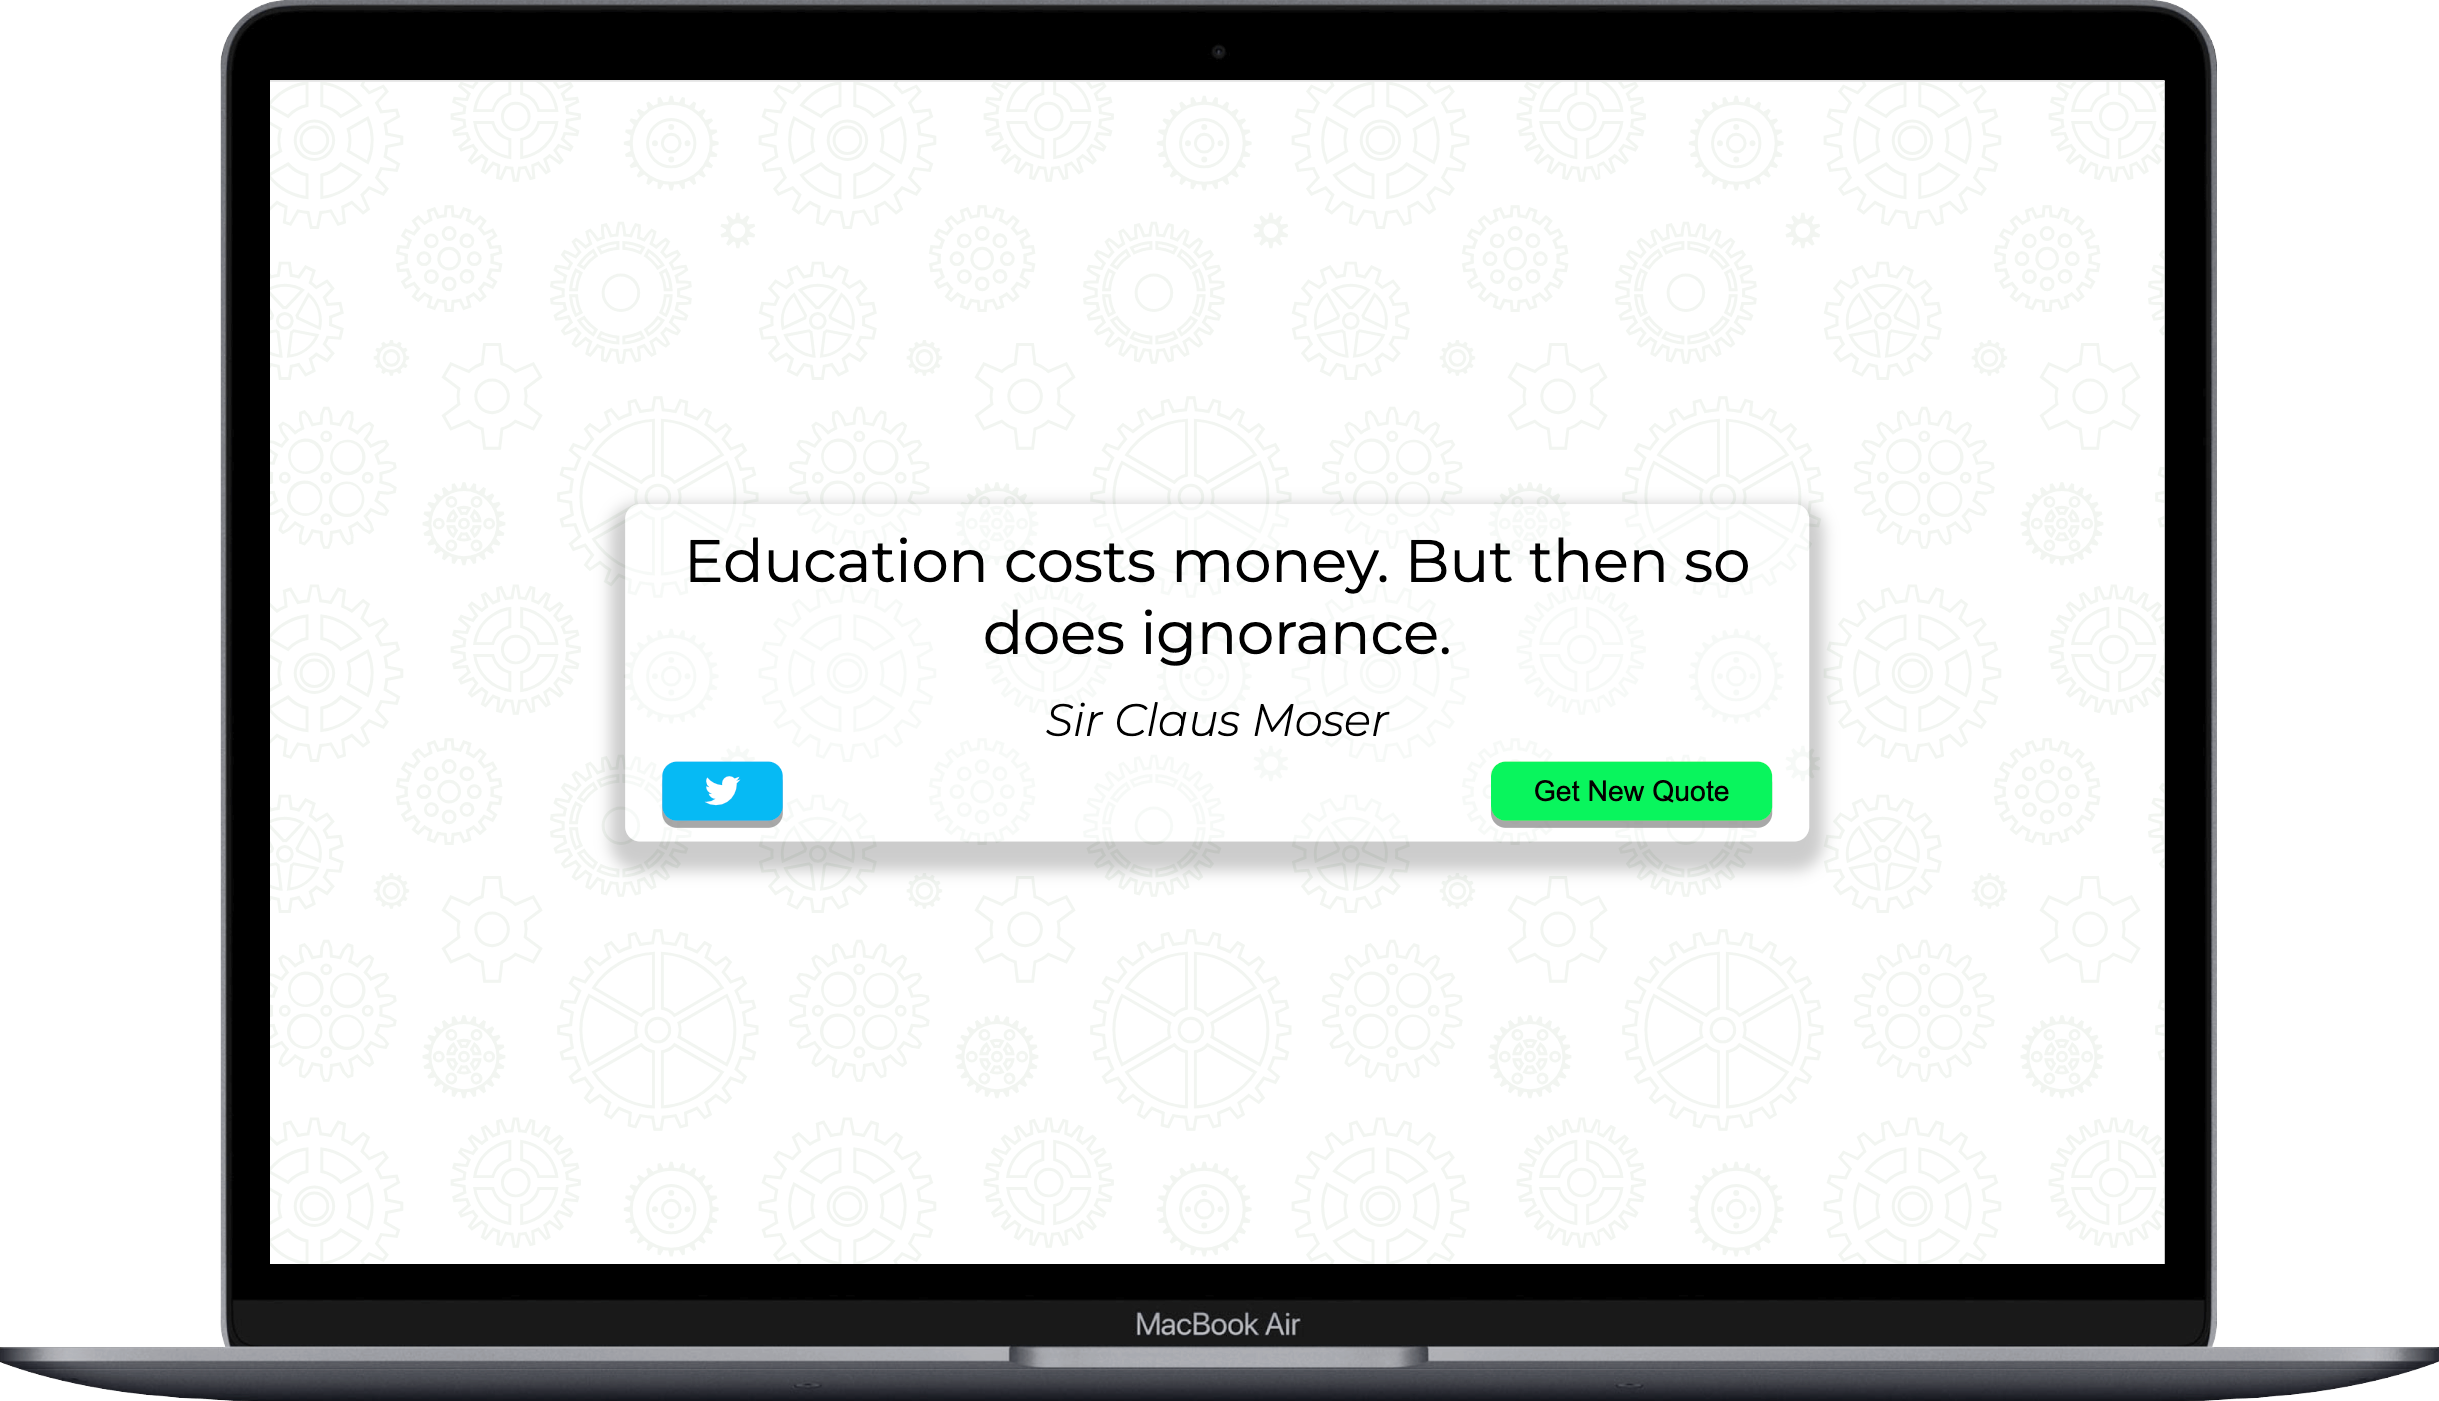 Education costs money. But then so
does ignorance.
Sir Claus Moser
Get New Quote
MacBook Air